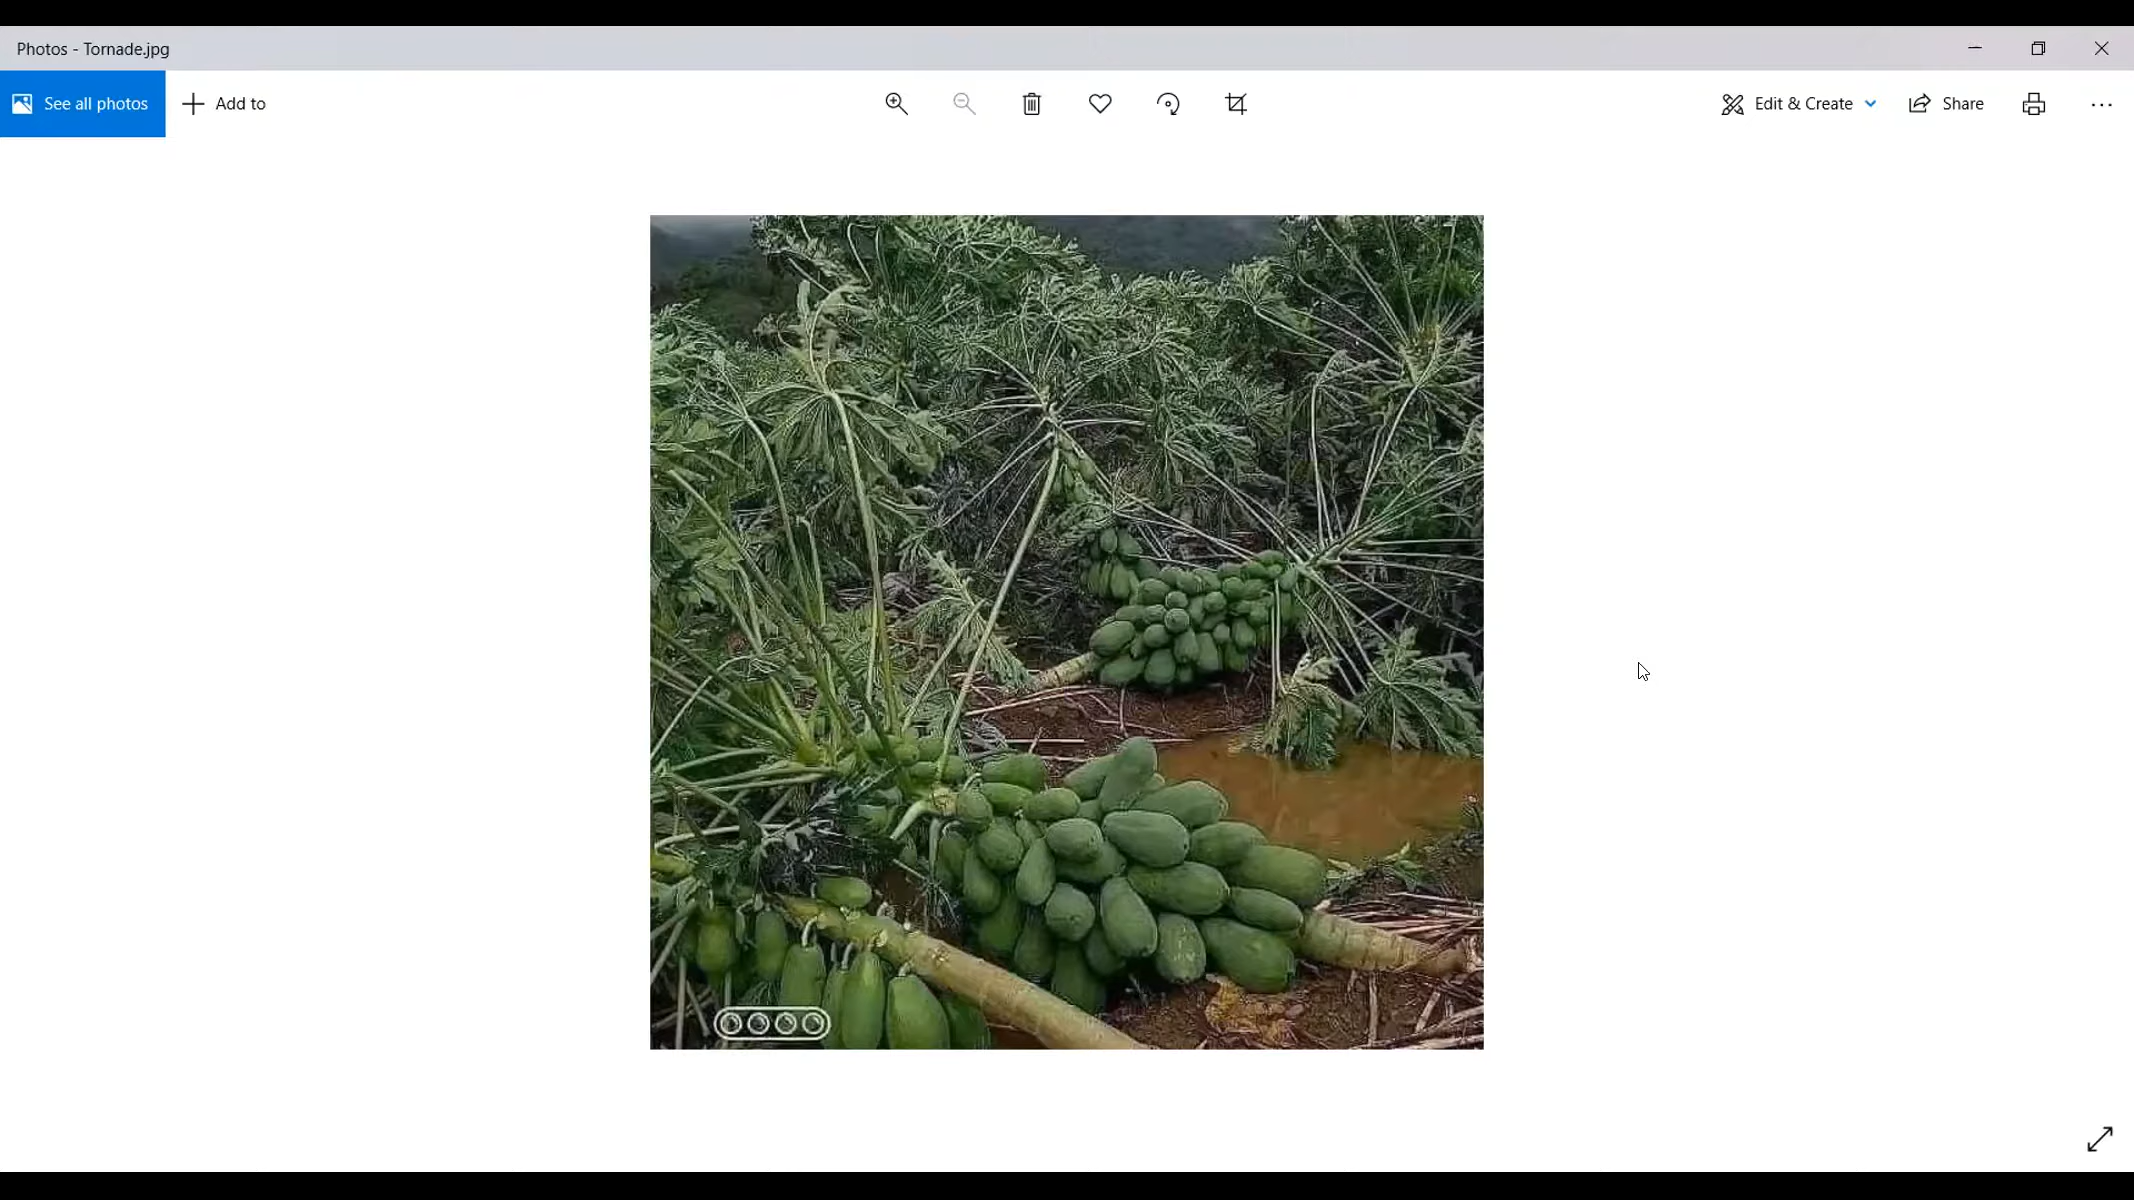 Photos - Tornade.jpg
See all photos
Add to
Edit & Create
Share